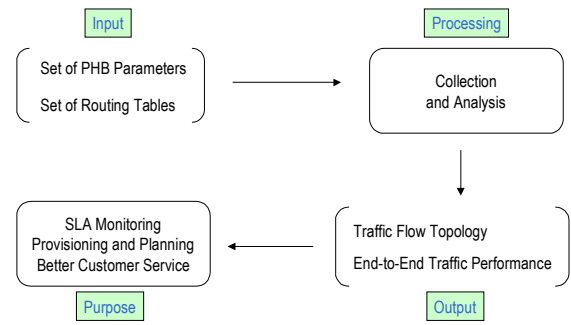 Input
Processing
Set of PHB Parameters
Set of Routing Tables
Collection
and Analysis
SLA Monitoring
Provisioning and Planning
Better Customer Service
Traffic Flow Topology
End-to-End Traffic Performance
Purpose
Output